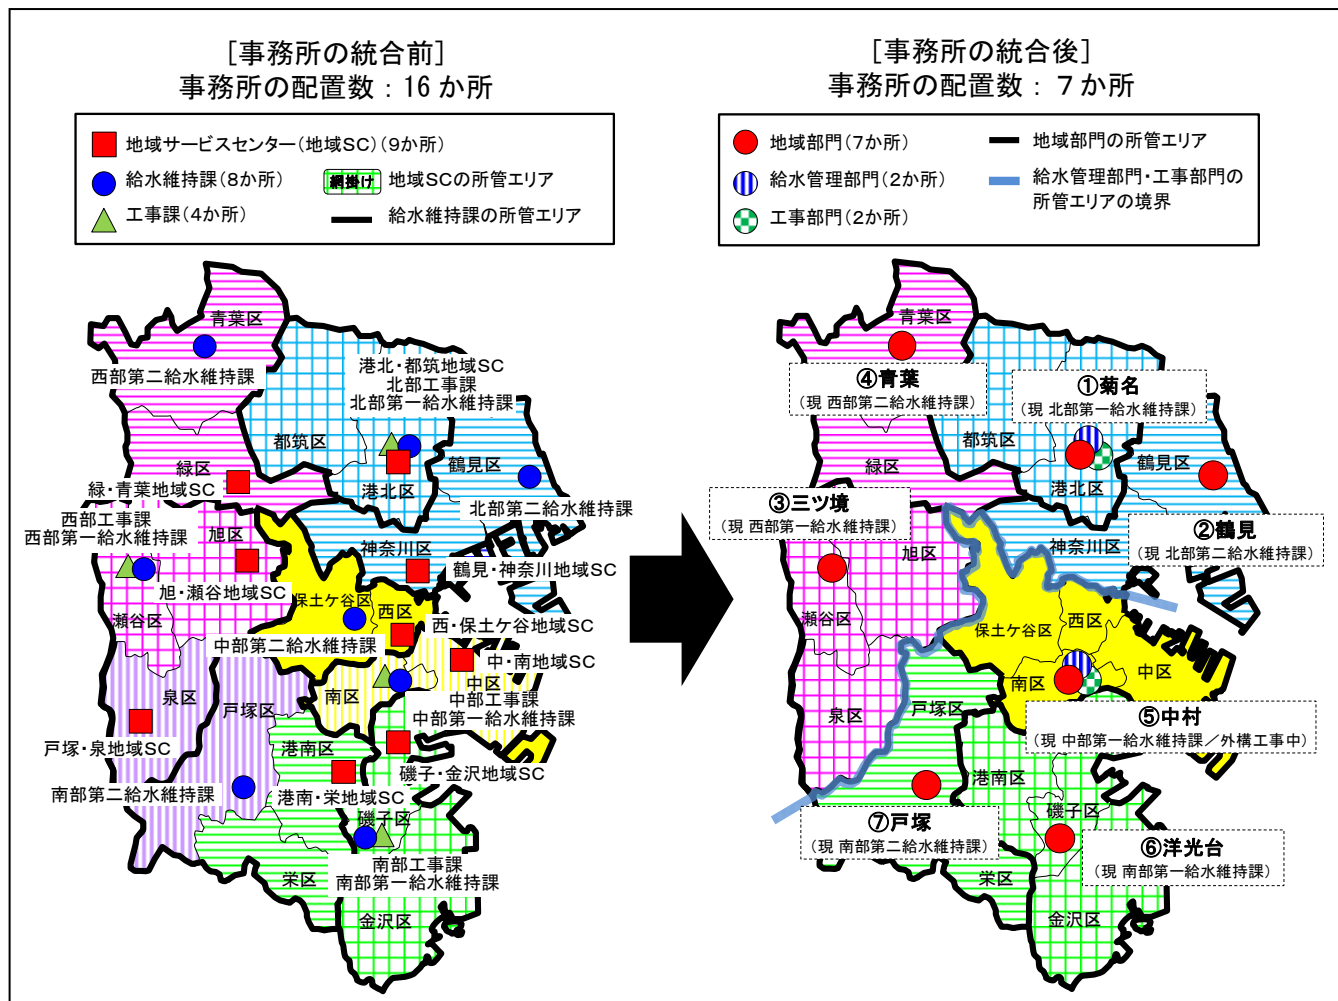 [事務所の統合前]
事務所の配置数：16か所
地域サービスセンター(地域SC)(9か所)
給水維持課(8か所)
網掛け 地域SCの所管エリア
工事課(4か所)
給水維持課の所管エリア
青葉区
西部第二給水維持課
港北・都筑地域SC
北部工事課
北部第一給水維持課
都筑区
緑区
鶴見区
港北区
緑・青葉地域SC
北部第二給水維持課
西部工事課
西部第一給水維持課
旭区
神奈川区
鶴見・神奈川地域SC
旭・瀬谷地域SC
保土ケ谷区
西区
瀬谷区
西・保土ケ谷地域SC
中部第二給水維持課
中・南地域SC
中区
泉区
戸塚区
南区
中部工事課
中部第一給水維持課
戸塚・泉地域SC
港南区
磯子・金沢地域SC
南部第二給水維持課
港南・栄地域SC
磯子区
南部工事課
南部第一給水維持課
栄区
金沢区
[事務所の統合後]
事務所の配置数：７か所
地域部門(7か所)
地域部門の所管エリア
給水管理部門(2か所)
給水管理部門・工事部門の
所管エリアの境界
工事部門(2か所)
青葉区
④青葉
(現 西部第二給水維持課)
①菊名
(現 北部第一給水維持課)
都筑区
緑区
鶴見区
港北区
③三ツ境
(現 西部第一給水維持課)
②鶴見
(現 北部第二給水維持課)
旭区
神奈川区
瀬谷区
保土ケ谷区
西区
中区
南区
泉区
戸塚区
⑤中村
(現 中部第一給水維持課／外構工事中)
港南区
磯子区
⑦戸塚
(現 南部第二給水維持課)
⑥洋光台
(現 南部第一給水維持課)
栄区
金沢区